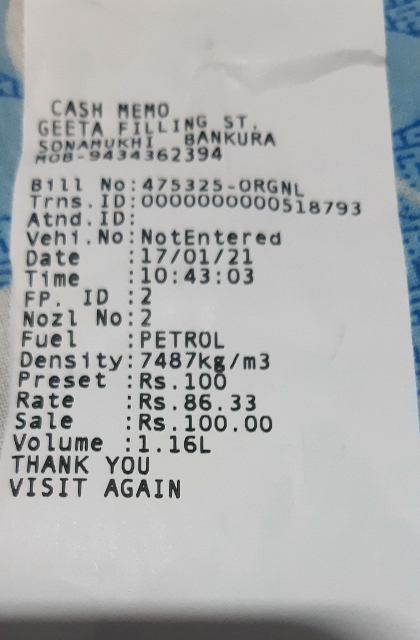 CASH MEMO
GEETA FILLING ST.
SONAMUKHI BANKURA
MOB-9434362394
Bill No:475325-ORGNL
Trns.ID:0000000000518793
Atnd.ID:
Vehi.No:NotEntered
Date :17/01/21
Time :10:43:03
FP. ID :2
Nozl No:2
Fuel :PETROL
Density:7487kg/m3
Preset :Rs.100
Rate :Rs.86.33
Sale :Rs.100.00
Volume :1.16L
THANK YOU
VISIT AGAIN